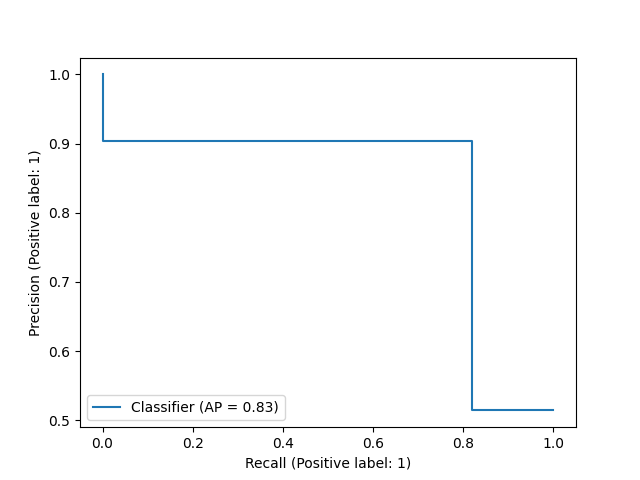 1.0
0.9
0.8
0.7
0.6
0.5
Precision (Positive label: 1)
Classifier (AP = 0.83)
0.0 0.2 0.4 0.6 0.8 1.0
Recall (Positive label: 1)